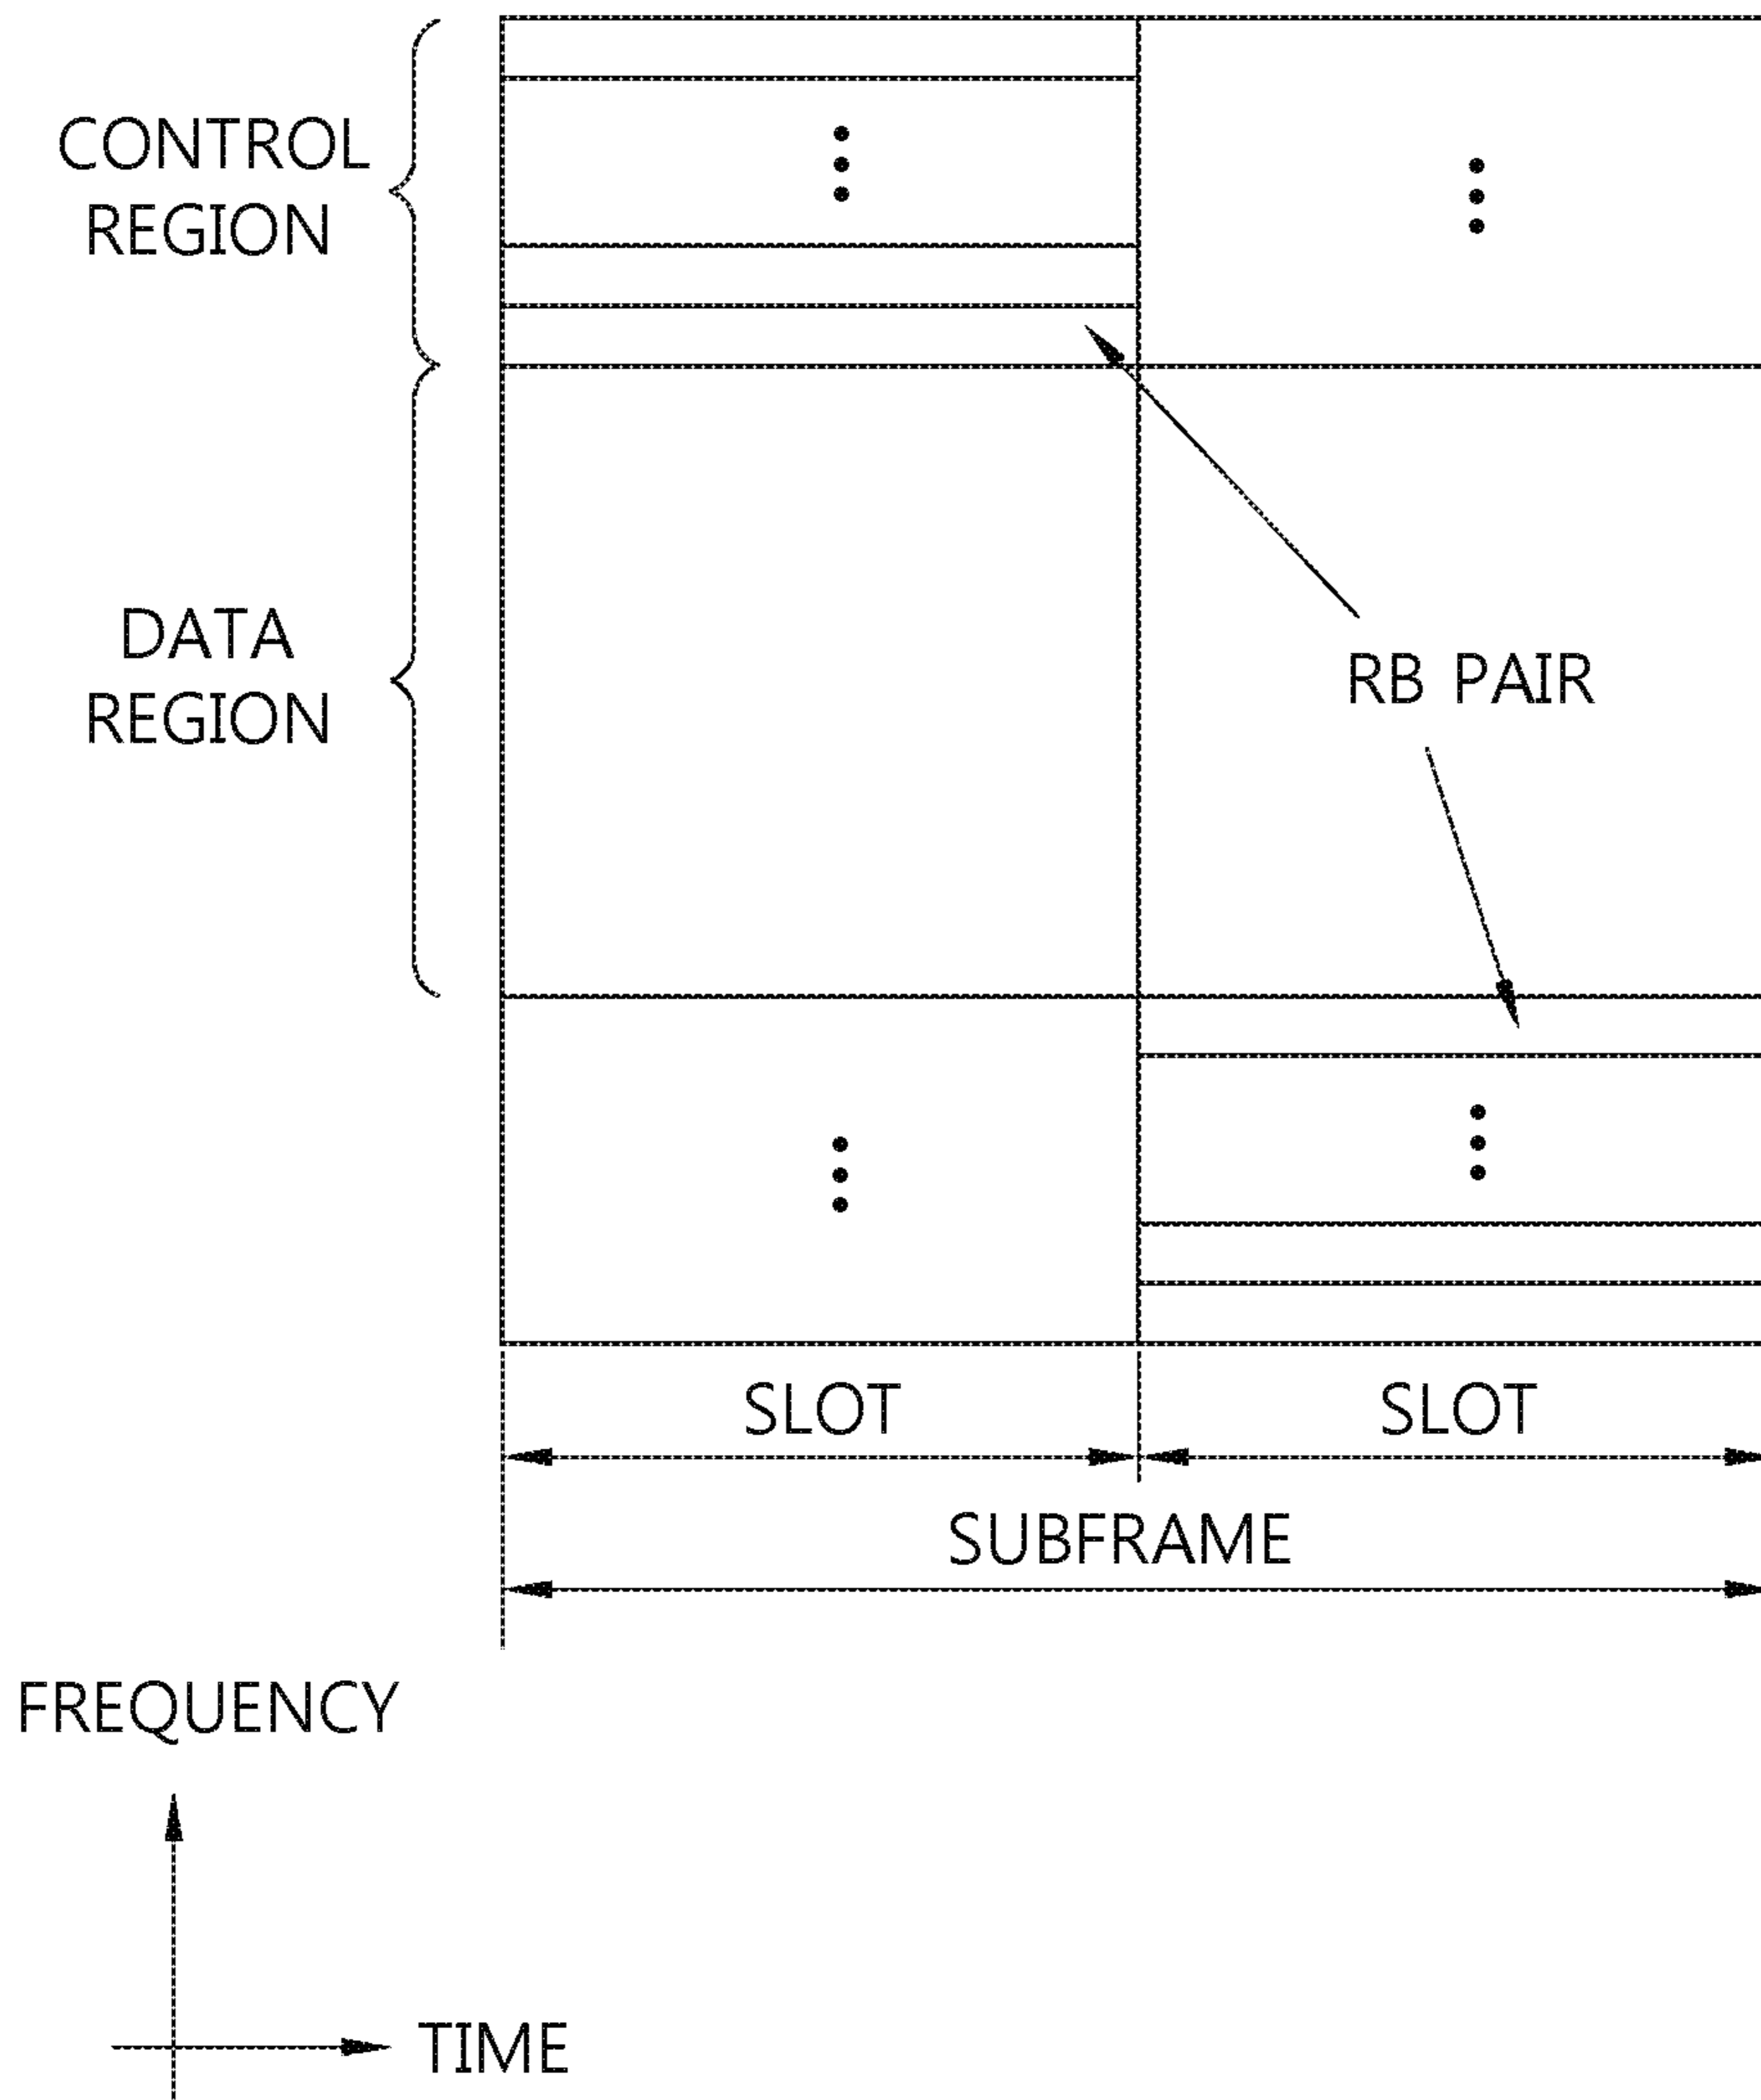 CONTROL
REGION
DATA
REGION
RB PAIR
SLOT
SLOT
SUBFRAME
FREQUENCY
TIME